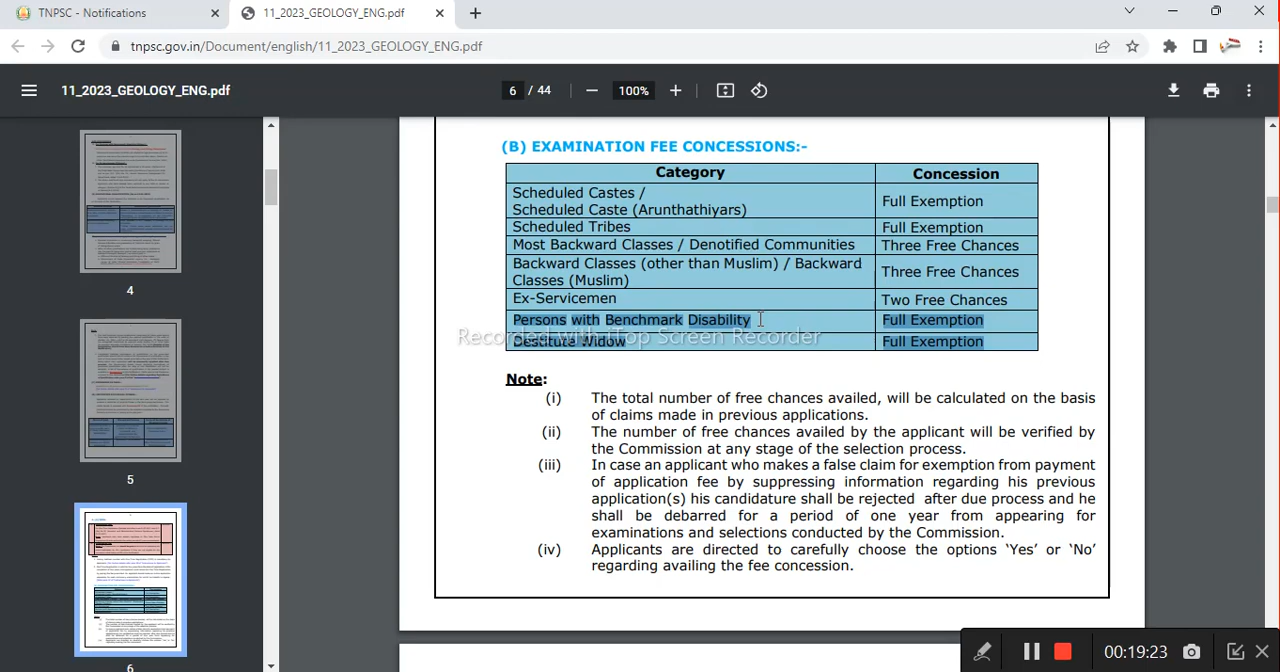 TNPSC - Notifications
11_2023_GEOLOGY_ENG.pdf
tnpsc.gov.in/Document/english/11_2023_GEOLOGY_ENG.pdf
11_2023_GEOLOGY_ENG.pdf
6 / 44
100%
4
5
6
(B) EXAMINATION FEE CONCESSIONS:-
Category Concession
Scheduled Castes /
Scheduled Caste (Arunthathiyars) Full Exemption
Scheduled Tribes Full Exemption
Most Backward Classes / Denotified Communities Three Free Chances
Backward Classes (other than Muslim) / Backward
Classes (Muslim) Three Free Chances
Ex-Servicemen Two Free Chances
Persons with Benchmark Disability Full Exemption
Recorded with iTop Screen Recorder
Destitute Widow Full Exemption
Note:
(i) The total number of free chances availed, will be calculated on the basis
of claims made in previous applications.
(ii) The number of free chances availed by the applicant will be verified by
the Commission at any stage of the selection process.
(iii) In case an applicant who makes a false claim for exemption from payment
of application fee by suppressing information regarding his previous
application(s) his candidature shall be rejected after due process and he
shall be debarred for a period of one year from appearing for
examinations and selections conducted by the Commission.
(iv) Applicants are directed to carefully choose the options ‘Yes’ or ‘No’
regarding availing the fee concession.
00:19:23